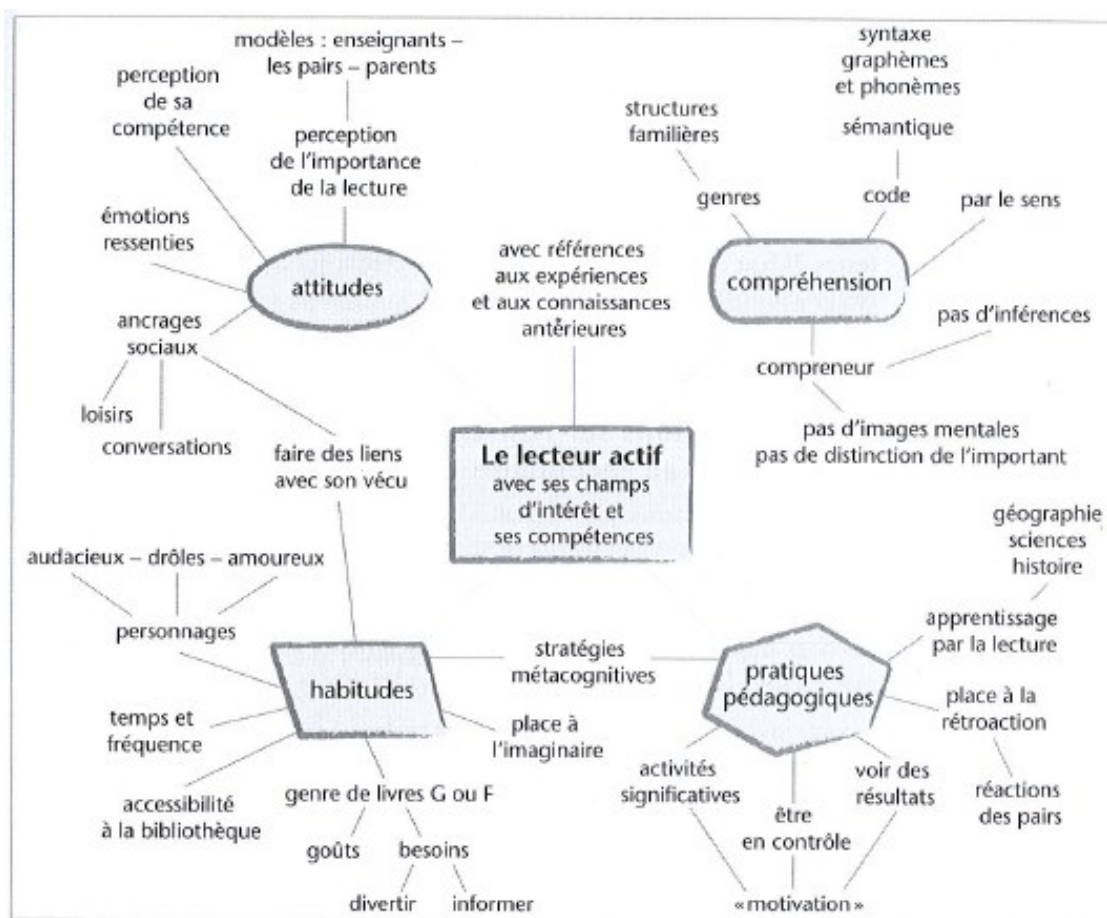 modèles : enseignants –
les pairs – parents
perception
de sa
compétence
perception
de l'importance
de la lecture
émotions
ressenties
attitudes
ancrages
sociaux
loisirs
conversations
faire des liens
avec son vécu
avec références
aux expériences
et aux connaissances
antérieures
syntaxe
graphèmes
et phonèmes
structures
familières
sémantique
genres
code
par le sens
compréhension
pas d'inférences
compreneur
pas d'images mentales
pas de distinction de l'important
Le lecteur actif
avec ses champs
d'intérêt et
ses compétences
audacieux – drôles – amoureux
personnages
habitudes
temps et
fréquence
accessibilité
à la bibliothèque
genre de livres G ou F
goûts
besoins
divertir
informer
place à
l'imaginaire
stratégies
métacognitives
pratiques
pédagogiques
géographie
sciences
histoire
apprentissage
par la lecture
place à la
rétroaction
réactions
des pairs
voir des
résultats
activités
significatives
être
en contrôle
« motivation »